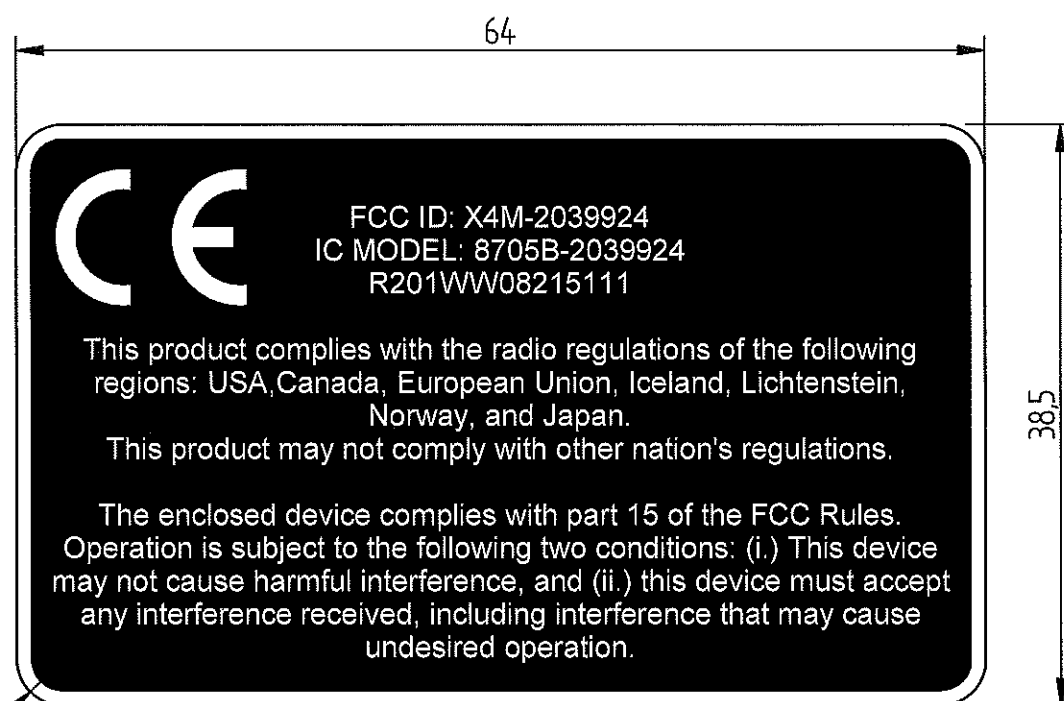 64
CE
FCC ID: X4M-2039924
IC MODEL: 8705B-2039924
R201WW08215111
This product complies with the radio regulations of the following
regions: USA,Canada, European Union, Iceland, Lichtenstein,
Norway, and Japan.
This product may not comply with other nation's regulations.
38,5
The enclosed device complies with part 15 of the FCC Rules.
Operation is subject to the following two conditions: (i.) This device
may not cause harmful interference, and (ii.) this device must accept
any interference received, including interference that may cause
undesired operation.